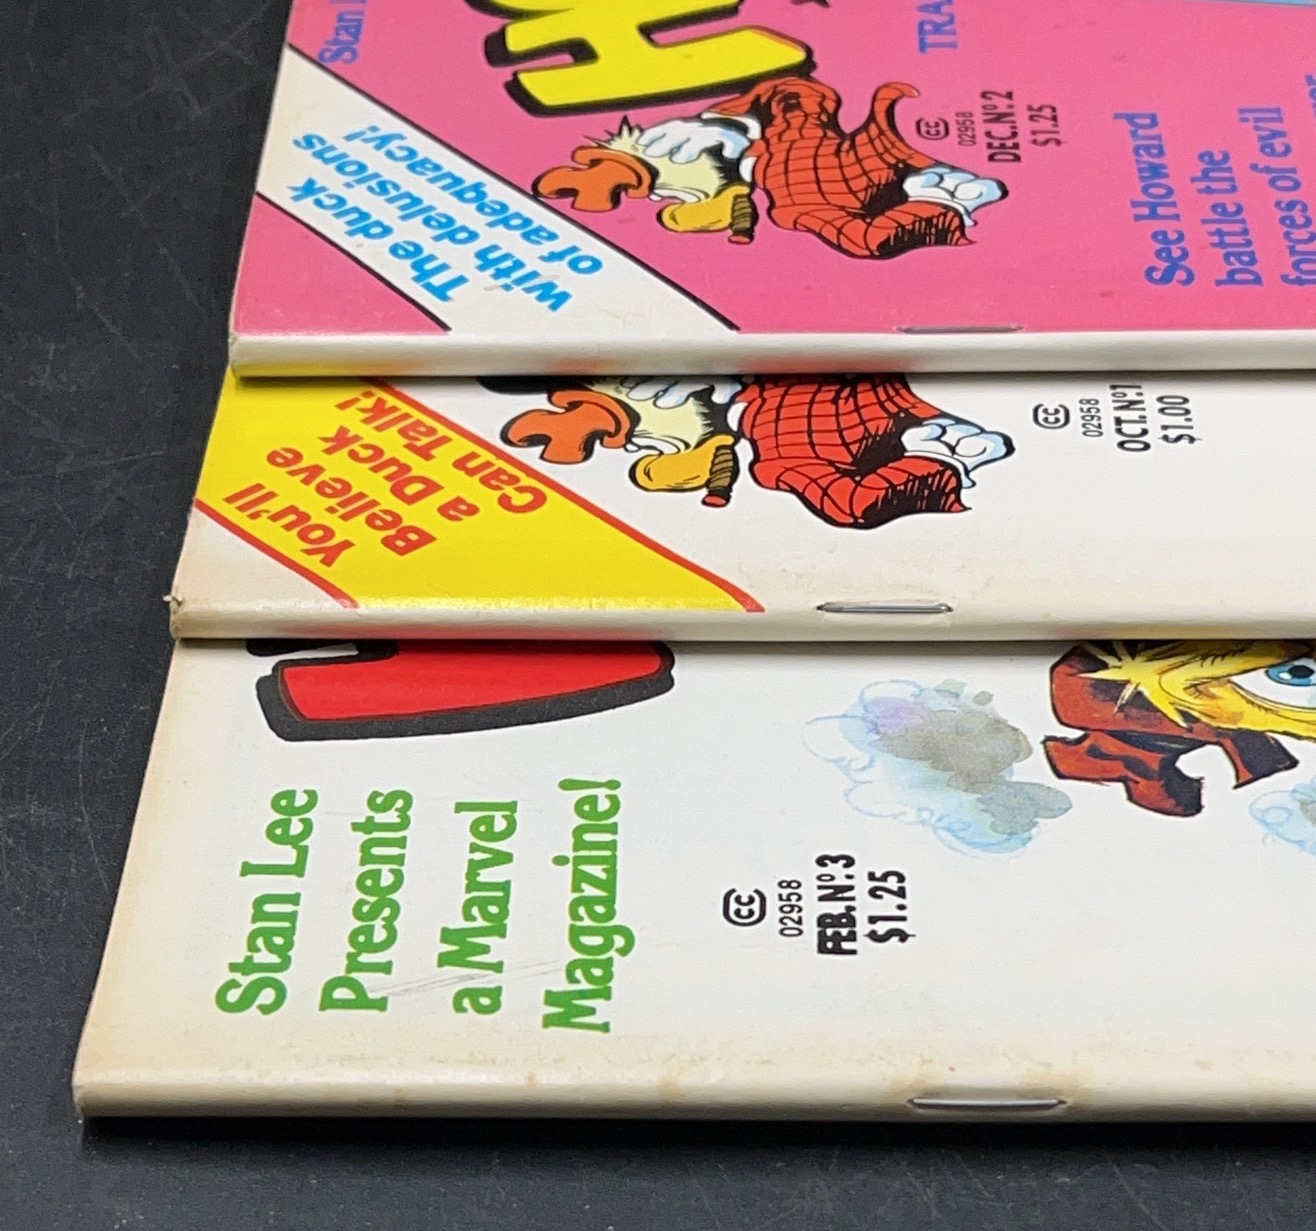 Stan
TRA
The duck
with delusions
of adequacy!
CC
02958
DEC. Nº. 2
$1.25
See Howard
battle the
forces of evil
You'll
Believe
a Duck
Can Talk!
CC
02958
OCT. Nº. 1
$1.00
Stan Lee
Presents
a Marvel
Magazine!
CC
02958
FEB. Nº. 3
$1.25